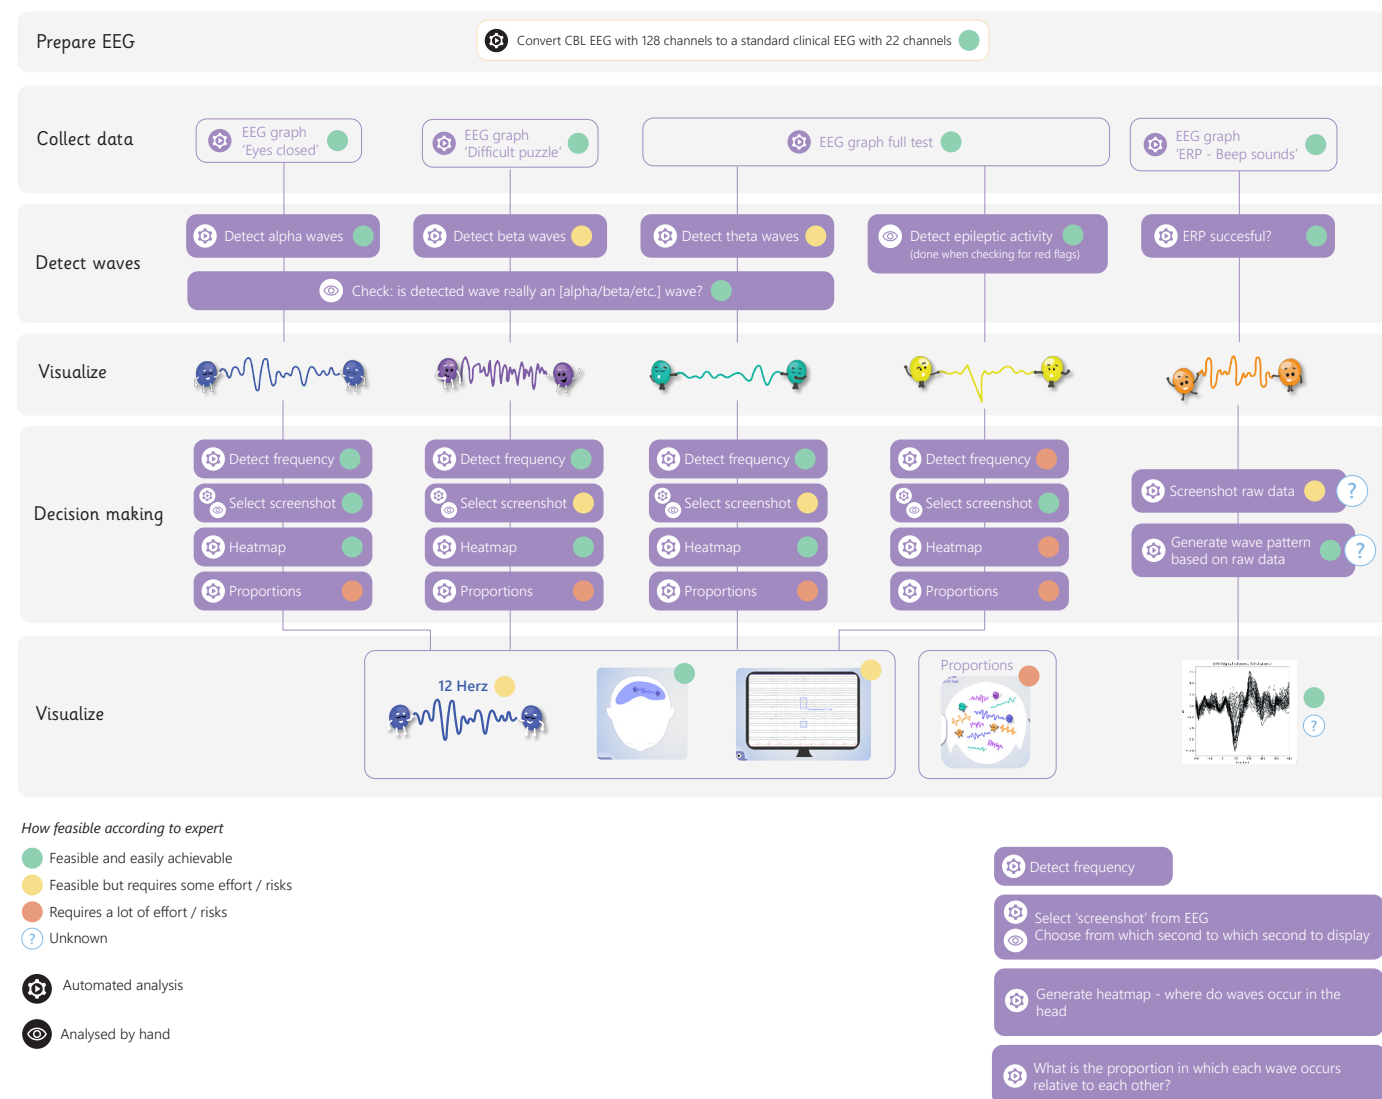 Prepare EEG
Convert CBL EEG with 128 channels to a standard clinical EEG with 22 channels
Collect data
EEG graph
'Eyes closed'
EEG graph
'Difficult puzzle'
EEG graph full test
EEG graph
'ERP - Beep sounds'
Detect waves
Detect alpha waves
Detect beta waves
Detect theta waves
Detect epileptic activity
(done when checking for red flags)
ERP succesful?
Check: is detected wave really an [alpha/beta/etc.] wave?
Visualize
Decision making
Detect frequency
Select screenshot
Heatmap
Proportions
Detect frequency
Select screenshot
Heatmap
Proportions
Detect frequency
Select screenshot
Heatmap
Proportions
Detect frequency
Select screenshot
Heatmap
Proportions
Screenshot raw data
?
Generate wave pattern
based on raw data
?
Visualize
12 Herz
Proportions
?
How feasible according to expert
Feasible and easily achievable
Feasible but requires some effort / risks
Requires a lot of effort / risks
? Unknown
Automated analysis
Analysed by hand
Detect frequency
Select 'screenshot' from EEG
Choose from which second to which second to display
Generate heatmap - where do waves occur in the
head
What is the proportion in which each wave occurs
relative to each other?